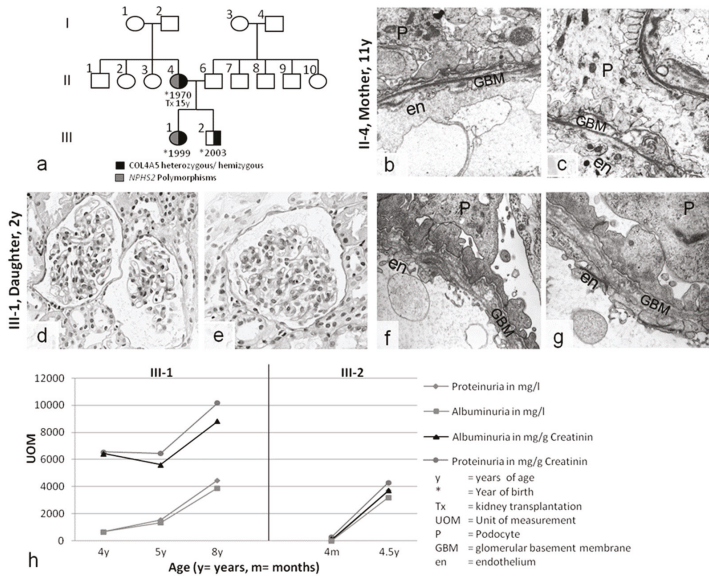 I
1
2
3
4
II
1
2
3
4
6
7
8
9
10
*1970
Tx 15y
III
1
2
*1999
*2003
a
COL4A5 heterozygous/ hemizygous
NPHS2 Polymorphisms
II-4, Mother, 11y
P
GBM
en
b
P
GBM
en
c
III-1, Daughter, 2y
d
e
P
en
GBM
f
P
en
GBM
g
h
III-1
III-2
UOM
12000
10000
8000
6000
4000
2000
0
4y
5y
8y
4m
4.5y
Age (y= years, m= months)
Proteinuria in mg/l
Albuminuria in mg/l
Albuminuria in mg/g Creatinin
Proteinuria in mg/g Creatinin
y = years of age
* = Year of birth
Tx = kidney transplantation
UOM = Unit of measurement
P = Podocyte
GBM = glomerular basement membrane
en = endothelium